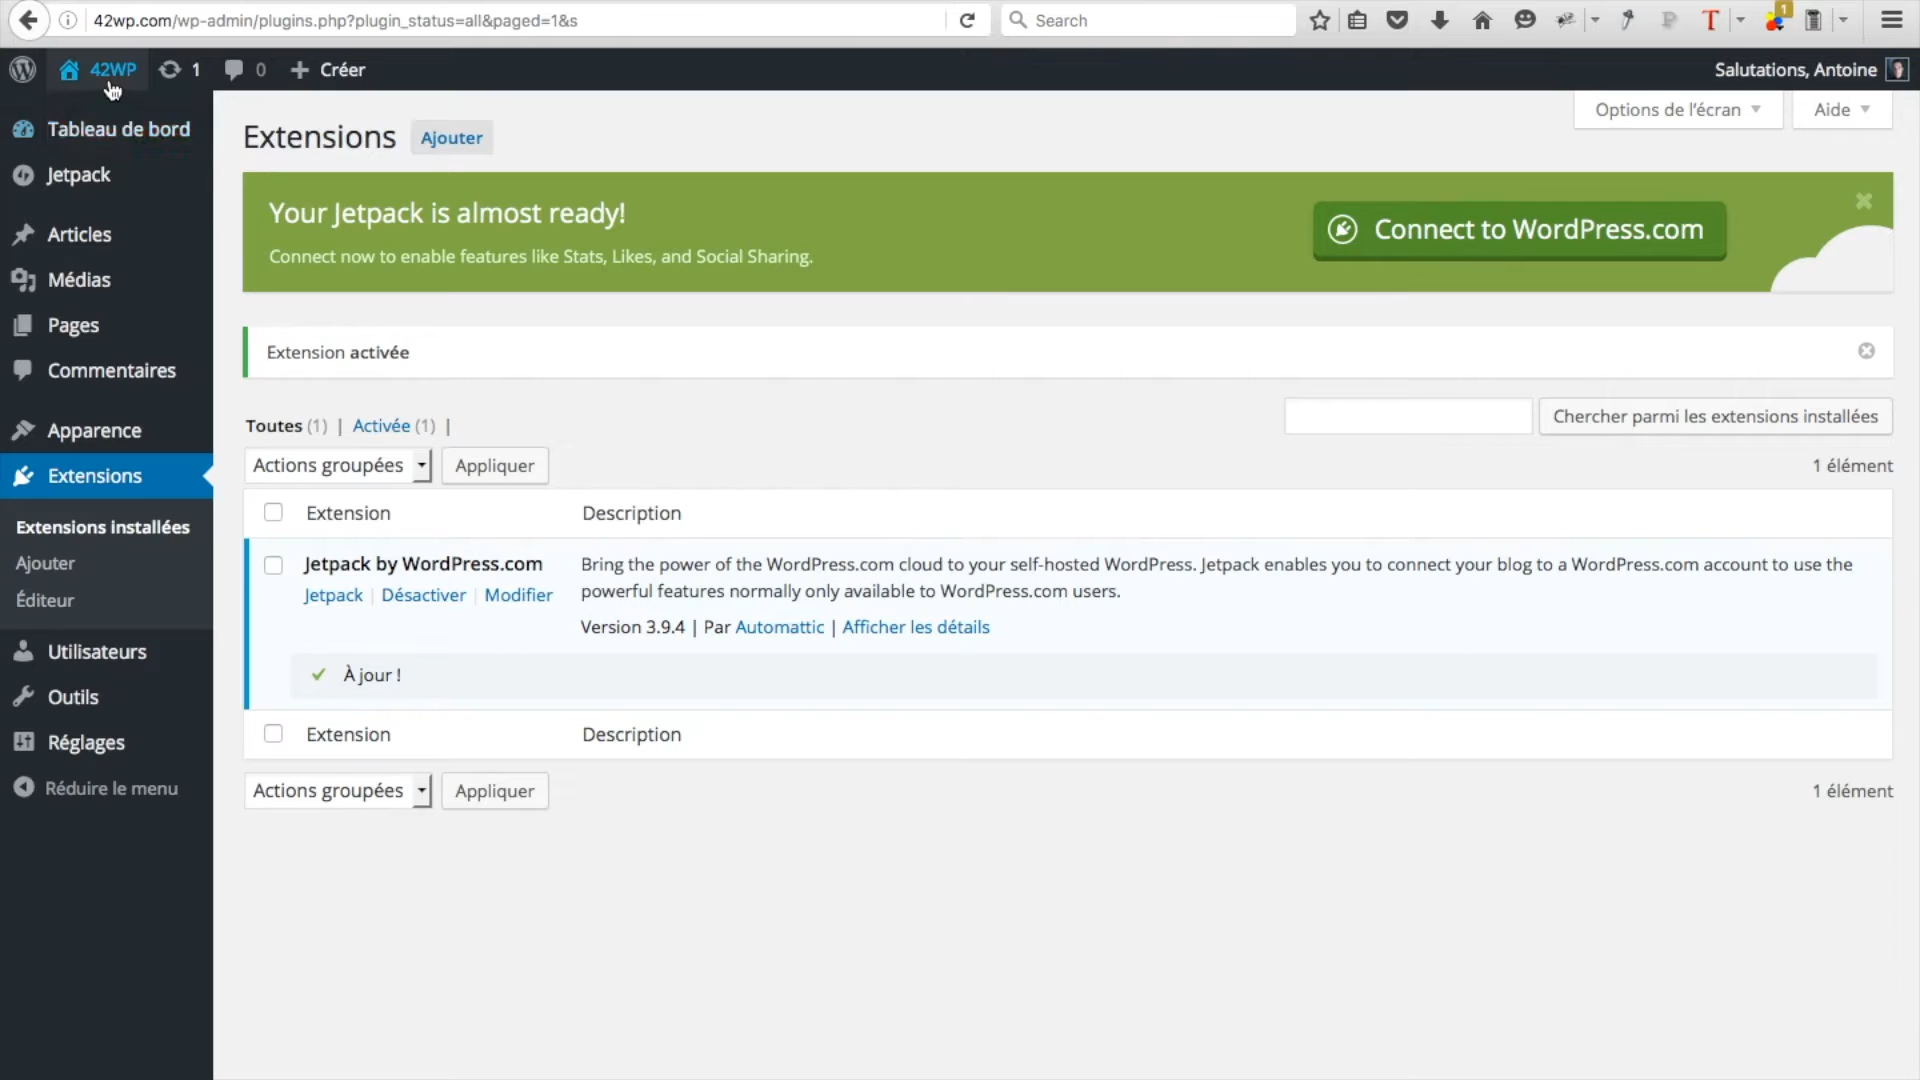 42wp.com/wp-admin/plugins.php?plugin_status=all&paged=1&s
Search
1
42WP
1
0
Créer
Salutations, Antoine
Tableau de bord
Jetpack
Articles
Médias
Pages
Commentaires
Apparence
Extensions
Extensions installées
Ajouter
Éditeur
Utilisateurs
Outils
Réglages
Réduire le menu
Options de l'écran
Aide
Extensions
Ajouter
Your Jetpack is almost ready!
Connect now to enable features like Stats, Likes, and Social Sharing.
Connect to WordPress.com
Extension activée
Toutes (1) | Activée (1) |
Chercher parmi les extensions installées
Actions groupées
Appliquer
1 élément
Extension
Description
Jetpack by WordPress.com
Jetpack | Désactiver | Modifier
Bring the power of the WordPress.com cloud to your self-hosted WordPress. Jetpack enables you to connect your blog to a WordPress.com account to use the
powerful features normally only available to WordPress.com users.
Version 3.9.4 | Par Automattic | Afficher les détails
À jour !
Extension
Description
Actions groupées
Appliquer
1 élément